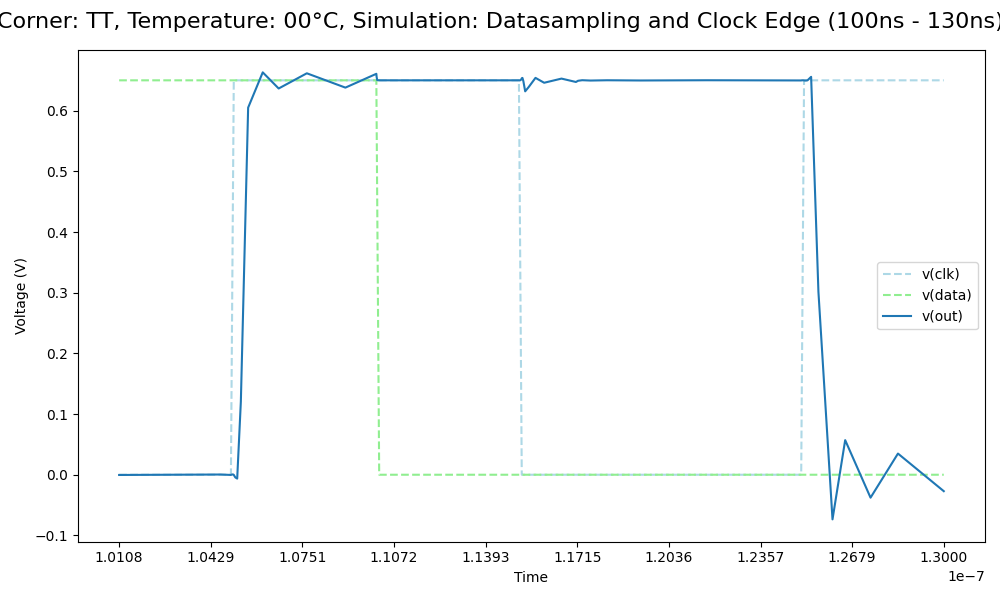 Corner: TT, Temperature: 00°C, Simulation: Datasampling and Clock Edge (100ns - 130ns)
Voltage (V)
0.6
0.5
0.4
0.3
0.2
0.1
0.0
−0.1
v(clk)
v(data)
v(out)
1.0108 1.0429 1.0751 1.1072 1.1393 1.1715 1.2036 1.2357 1.2679 1.3000
1e−7
Time